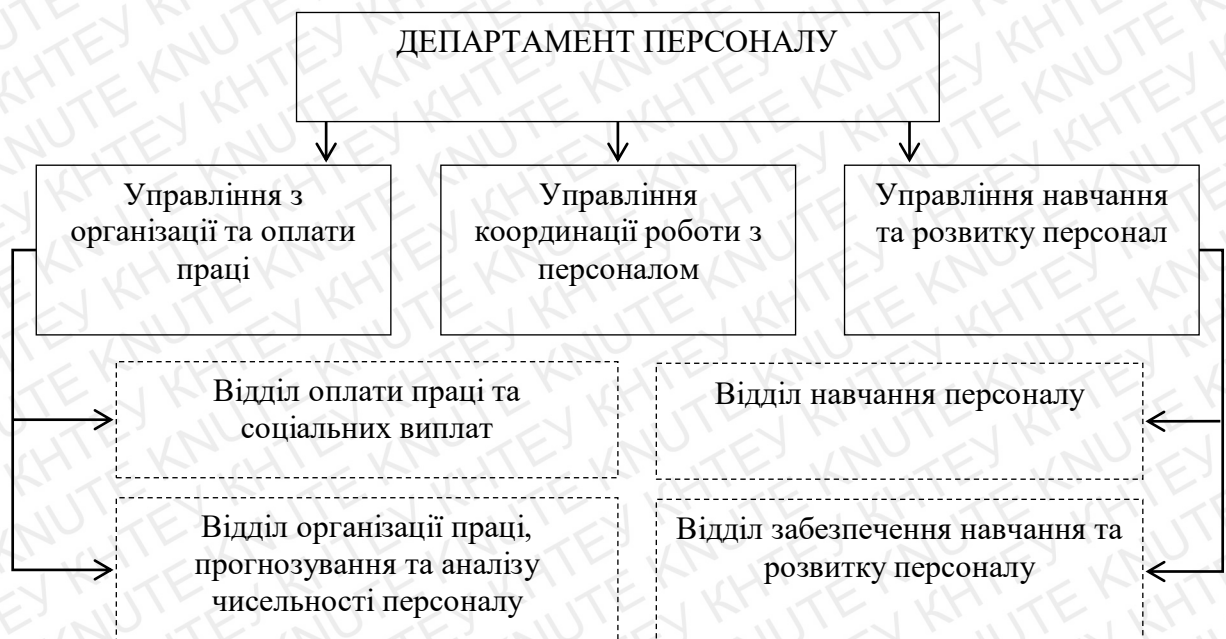 ДЕПАРТАМЕНТ ПЕРСОНАЛУ
Управління з
організації та оплати
праці
Управління
координації роботи з
персоналом
Управління навчання
та розвитку персонал
Відділ оплати праці та
соціальних виплат
Відділ навчання персоналу
Відділ організації праці,
прогнозування та аналізу
чисельності персоналу
Відділ забезпечення навчання та
розвитку персоналу